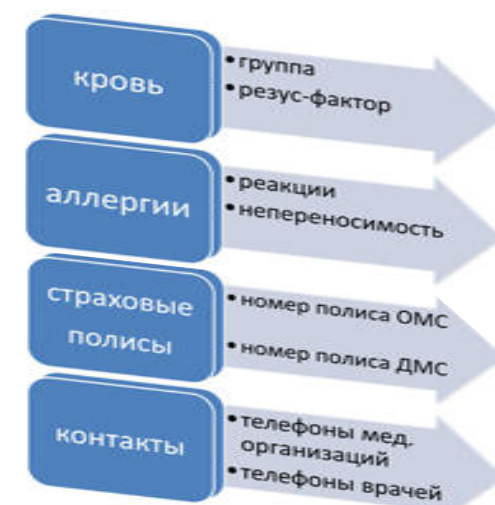 кровь
• группа
• резус-фактор
аллергии
• реакции
• непереносимость
страховые
полисы
• номер полиса ОМС
• номер полиса ДМС
контакты
• телефоны мед.
организаций
• телефоны врачей